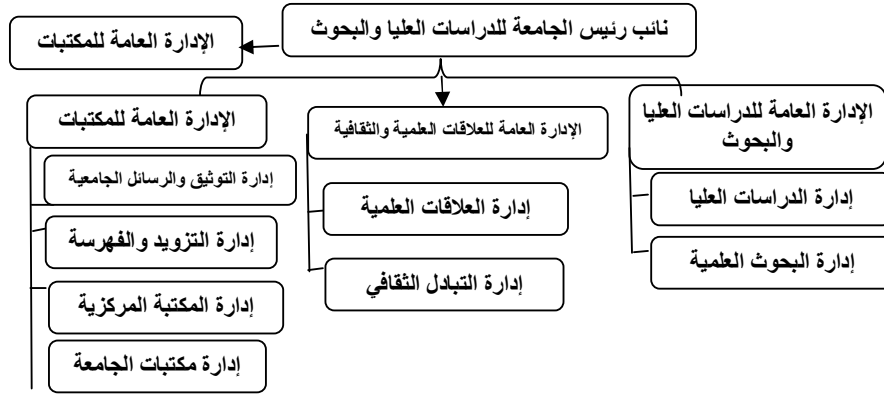 نائب رئيس الجامعة للدراسات العليا والبحوث
الإدارة العامة للمكتبات
الإدارة العامة للدراسات العليا
والبحوث
إدارة الدراسات العليا
إدارة البحوث العلمية
الإدارة العامة للعلاقات العلمية والثقافية
إدارة العلاقات العلمية
إدارة التبادل الثقافي
الإدارة العامة للمكتبات
إدارة التوثيق والرسائل الجامعية
إدارة التزويد والفهرسة
إدارة المكتبة المركزية
إدارة مكتبات الجامعة